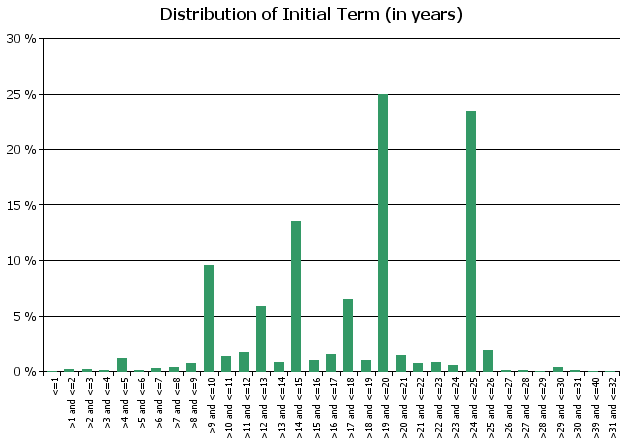 Distribution of Initial Term (in years)
30 %
25 %
20 %
15 %
10 %
5 %
0 %
<=1
>1 and <=2
>2 and <=3
>3 and <=4
>4 and <=5
>5 and <=6
>6 and <=7
>7 and <=8
>8 and <=9
>9 and <=10
>10 and <=11
>11 and <=12
>12 and <=13
>13 and <=14
>14 and <=15
>15 and <=16
>16 and <=17
>17 and <=18
>18 and <=19
>19 and <=20
>20 and <=21
>21 and <=22
>22 and <=23
>23 and <=24
>24 and <=25
>25 and <=26
>26 and <=27
>27 and <=28
>28 and <=29
>29 and <=30
>30 and <=31
>39 and <=40
>31 and <=32